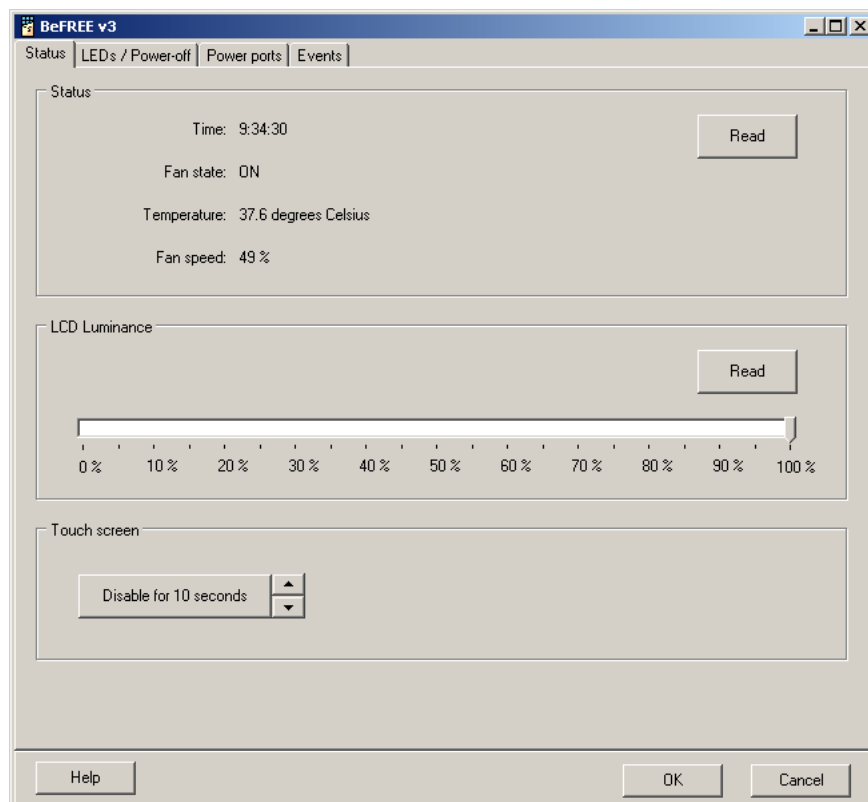 BeFREE v3
Status LEDs / Power-off Power ports Events
Status
Time: 9:34:30
Read
Fan state: ON
Temperature: 37.6 degrees Celsius
Fan speed: 49 %
LCD Luminance
Read
0 % 10 % 20 % 30 % 40 % 50 % 60 % 70 % 80 % 90 % 100 %
Touch screen
Disable for 10 seconds
Help OK Cancel